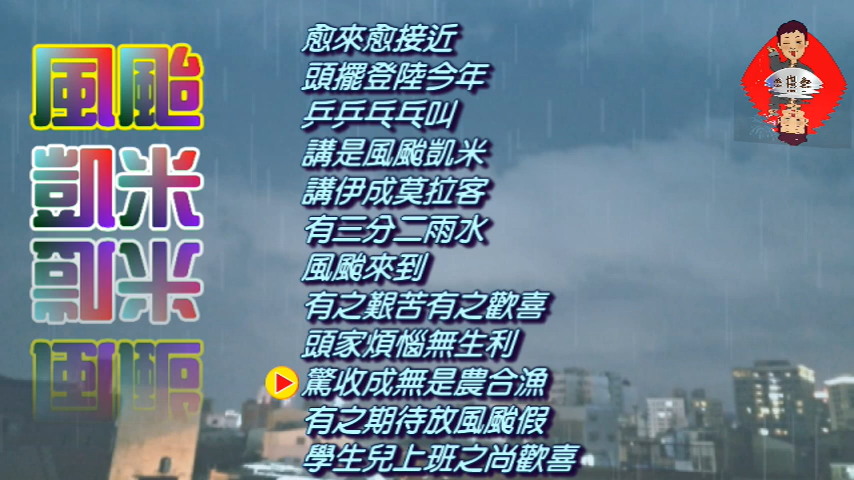 風颱
凱米
愈來愈接近
頭擺登陸今年
乒乒乓乓叫
講是風颱凱米
講伊成莫拉客
有三分二雨水
風颱來到
有之艱苦有之歡喜
頭家煩惱無生利
驚收成無是農合漁
有之期待放風颱假
學生兒上班之尚歡喜